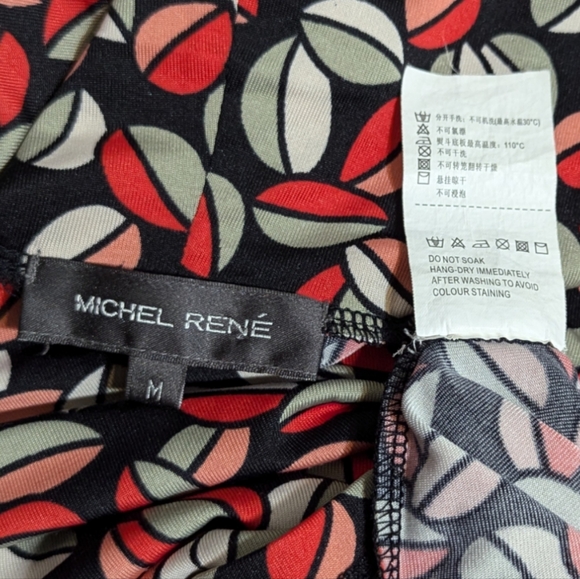 MICHEL RENÉ
M
分开手洗，不可机洗(最高水温30°C)
不可氯漂
熨斗底板最高温度：110°C
不可干洗
不可转笼翻转干燥
悬挂晾干
不可浸泡
DO NOT SOAK
HANG-DRY IMMEDIATELY
AFTER WASHING TO AVOID
COLOUR STAINING